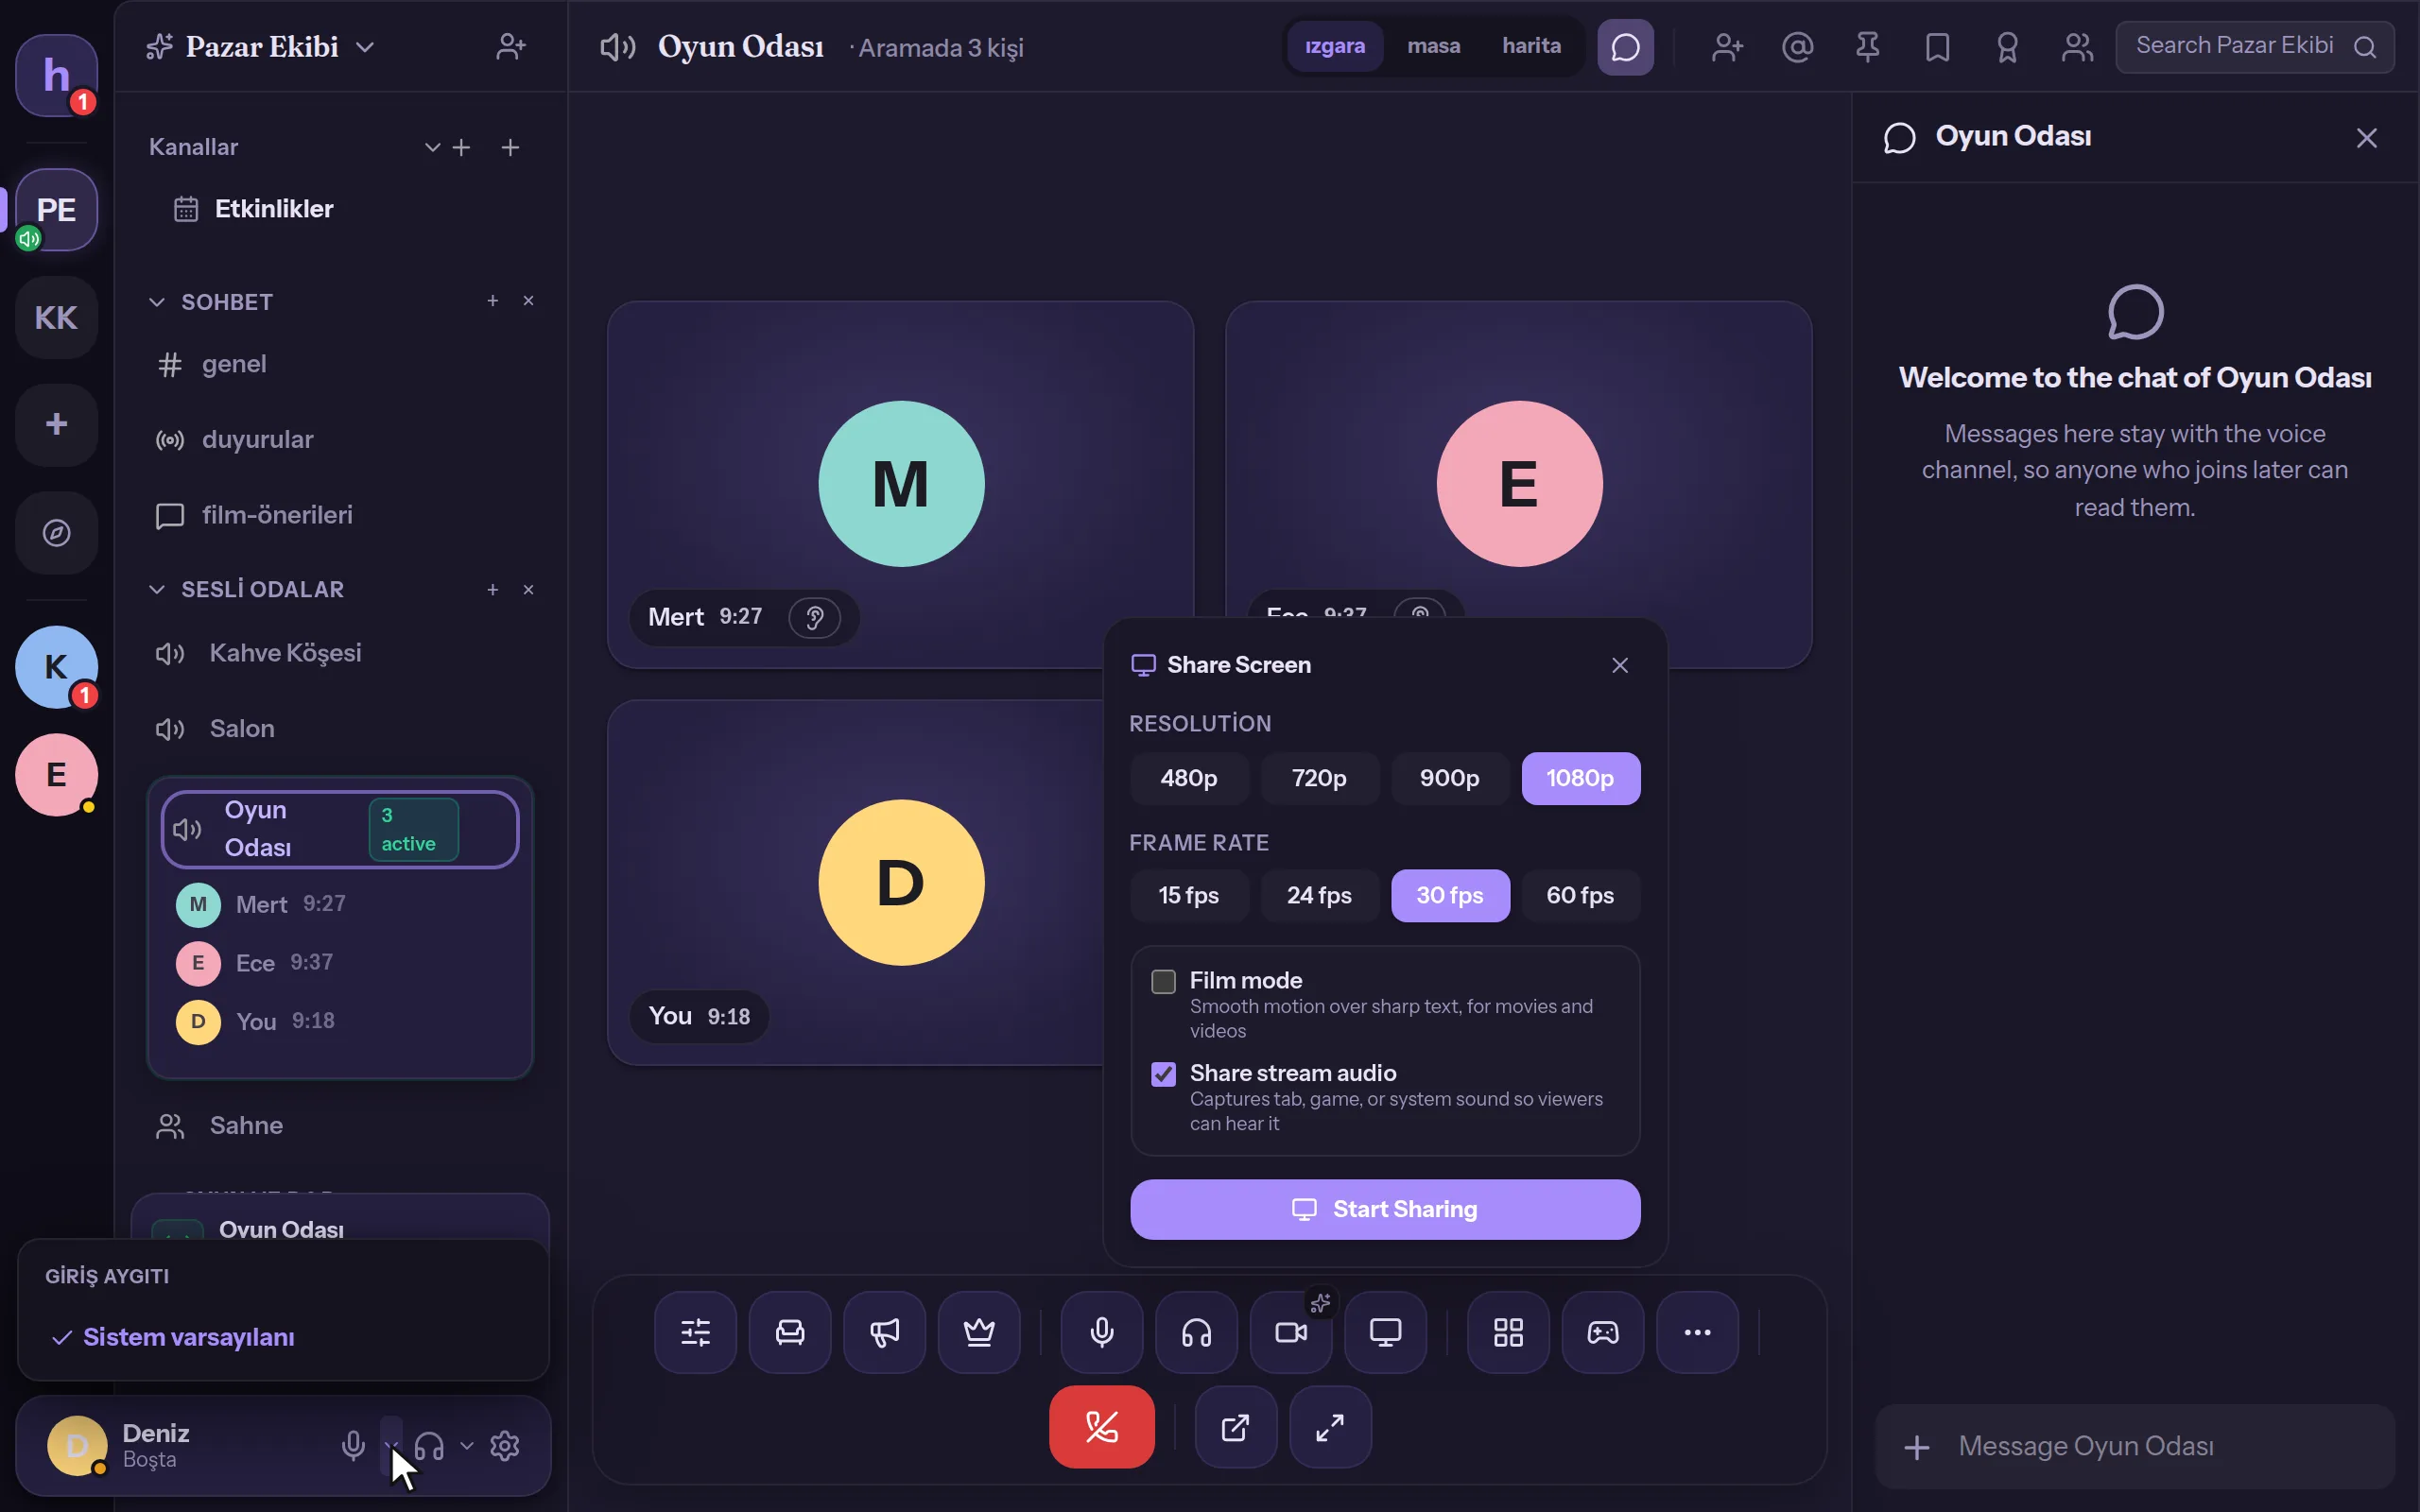 h
1
PE
KK
K
1
E
Pazar Ekibi
Kanallar
Etkinlikler
SOHBET
genel
duyurular
film-önerileri
SESLİ ODALAR
Kahve Köşesi
Salon
Oyun
Odası
3
active
M Mert 9:27
E Ece 9:37
D You 9:18
Sahne
Oyun Odası
GİRİŞ AYGITI
Sistem varsayılanı
D
Deniz
Boşta
Oyun Odası · Aramada 3 kişi
ızgara masa harita
Search Pazar Ekibi
M
Mert 9:27
E
Ece 9:37
D
You 9:18
Share Screen
RESOLUTİON
480p 720p 900p 1080p
FRAME RATE
15 fps 24 fps 30 fps 60 fps
Film mode
Smooth motion over sharp text, for movies and
videos
Share stream audio
Captures tab, game, or system sound so viewers
can hear it
Start Sharing
Oyun Odası
Welcome to the chat of Oyun Odası
Messages here stay with the voice
channel, so anyone who joins later can
read them.
Message Oyun Odası